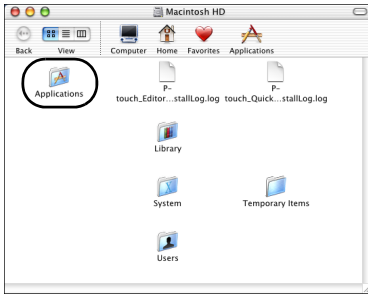 Macintosh HD
Back View Computer Home Favorites Applications
Applications
P-
touch_Editor...stallLog.log
P-
touch_Quick...stallLog.log
Library
System
Temporary Items
Users